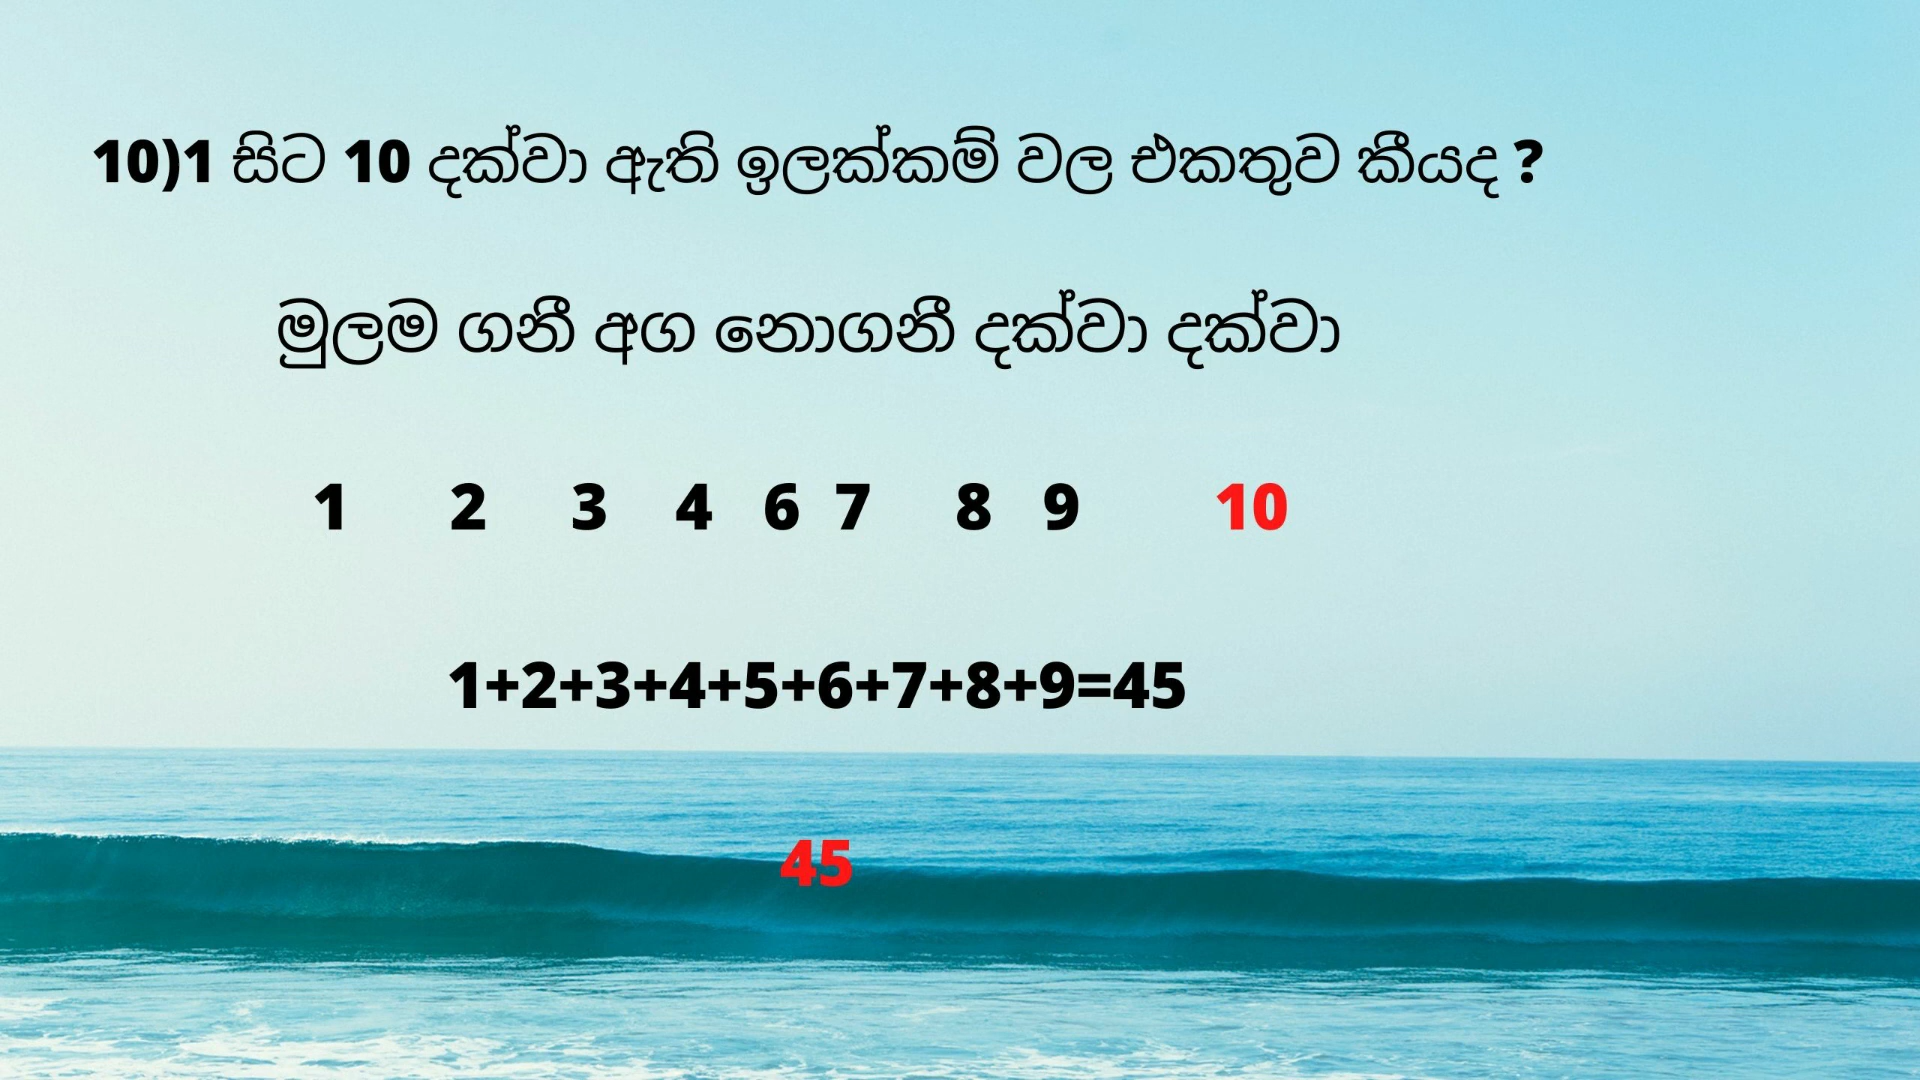 10)1 සිට 10 දක්වා ඇති ඉලක්කම් වල එකතුව කීයද ?
මුලම ගනී අග නොගනී දක්වා දක්වා
1 2 3 4 6 7 8 9 10
1+2+3+4+5+6+7+8+9=45
45